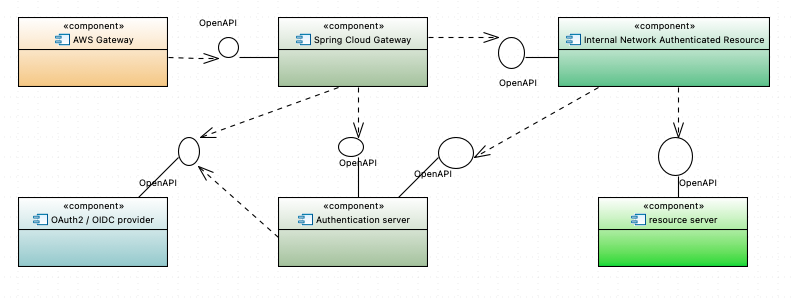 «component»
AWS Gateway
OpenAPI
«component»
Spring Cloud Gateway
OpenAPI
«component»
Internal Network Authenticated Resource
OpenAPI
OpenAPI
OpenAPI
OpenAPI
«component»
OAuth2 / OIDC provider
«component»
Authentication server
«component»
resource server